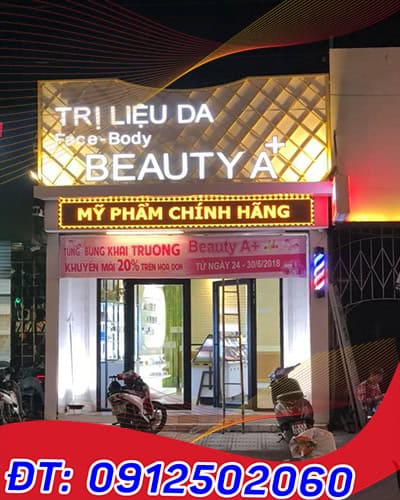 TRỊ LIỆU DA
Face-Body
BEAUTY A+
MỸ PHẨM CHÍNH HÃNG
TƯNG BỪNG KHAI TRƯƠNG Beauty A+
KHUYẾN MÃI 20% TRÊN HÓA ĐƠN TỪ NGÀY 24 - 30/6/2018
ĐT: 0912502060